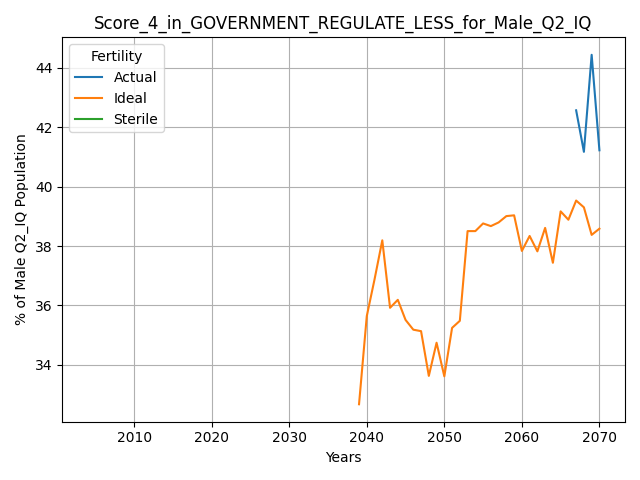 Score_4_in_GOVERNMENT_REGULATE_LESS_for_Male_Q2_IQ
Fertility
Actual
Ideal
Sterile
% of Male Q2_IQ Population
44
42
40
38
36
34
2010 2020 2030 2040 2050 2060 2070
Years